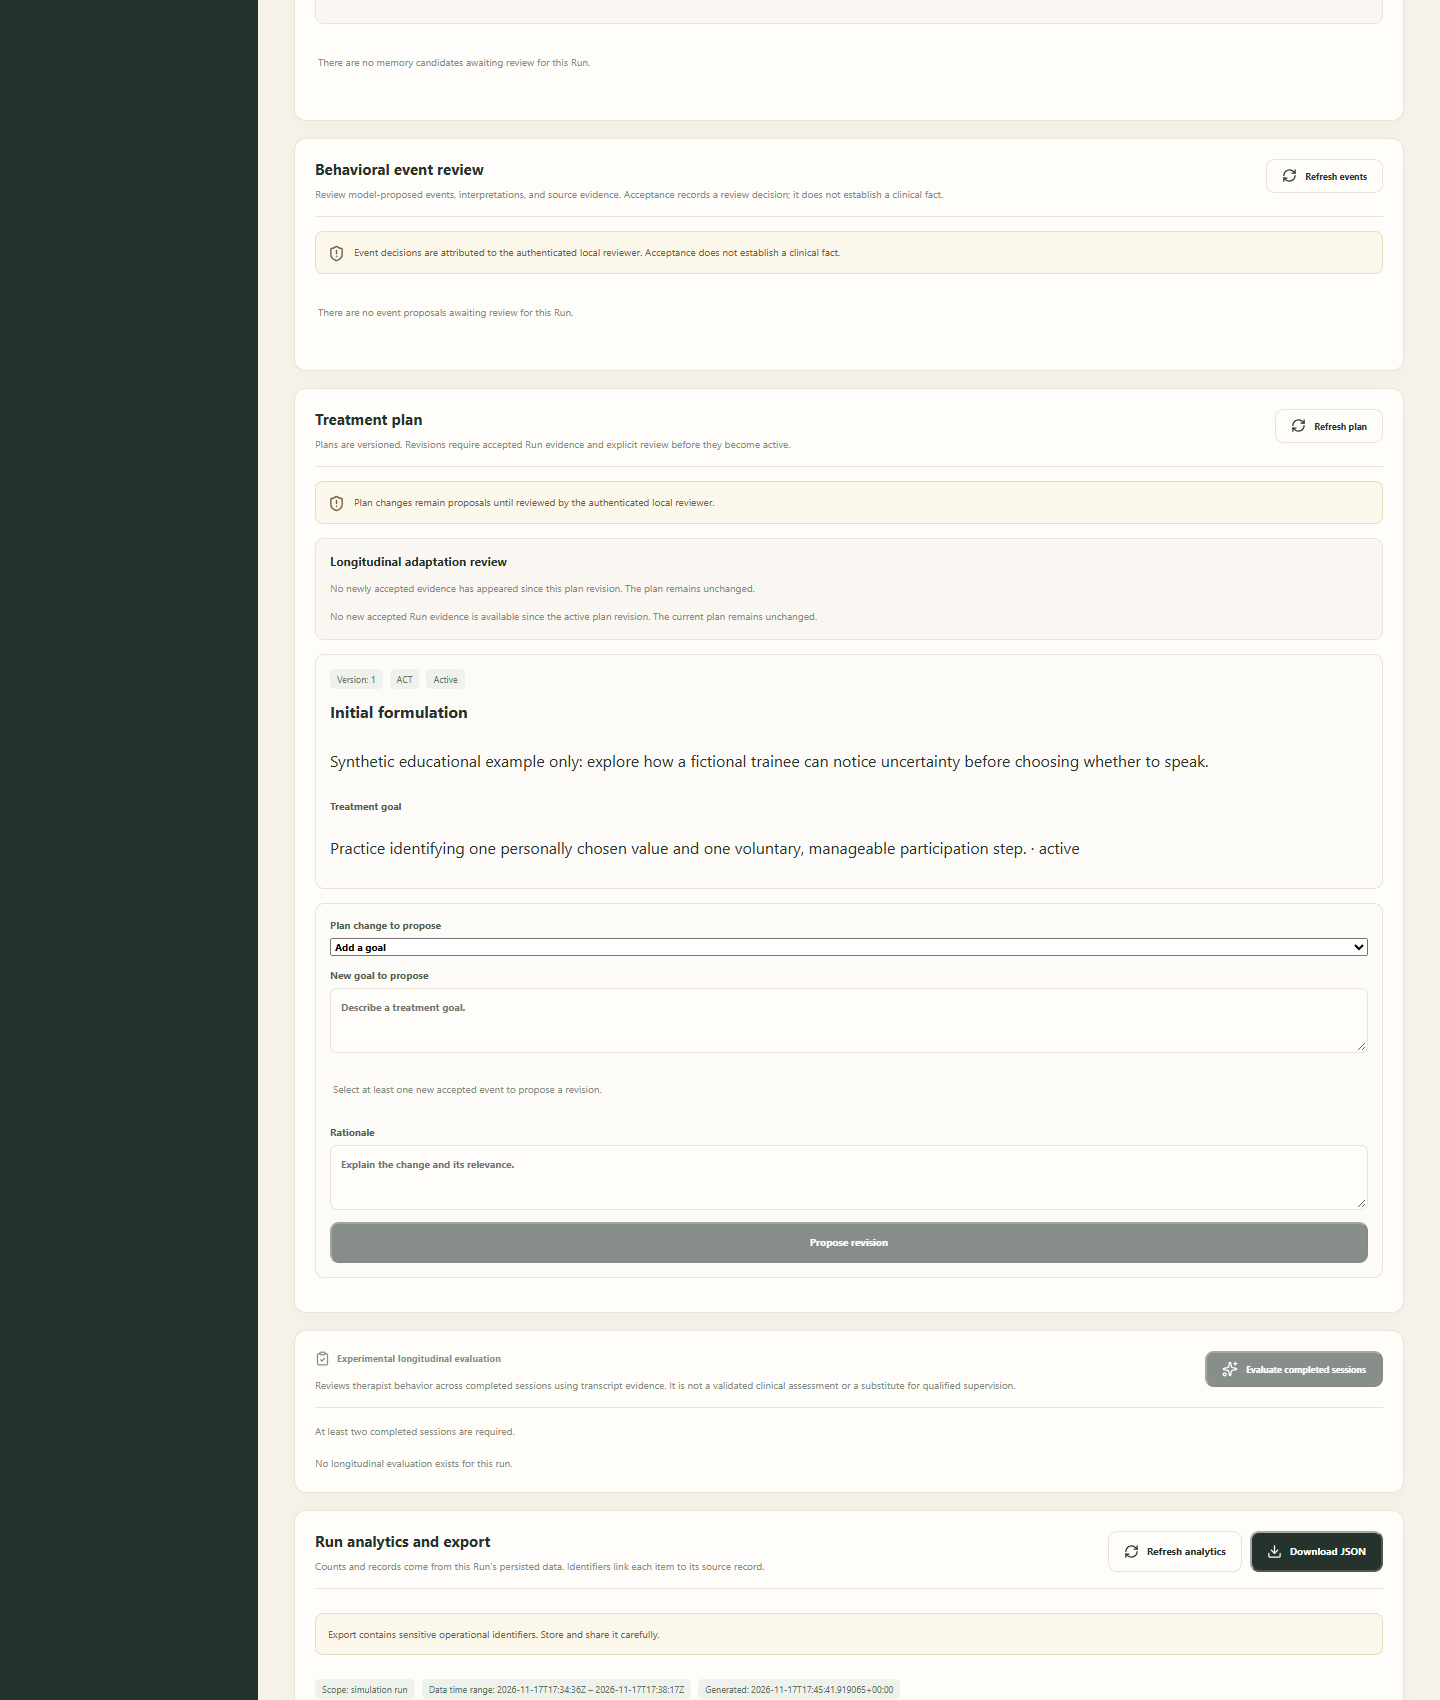 There are no memory candidates awaiting review for this Run.
Behavioral event review
Refresh events
Review model-proposed events, interpretations, and source evidence. Acceptance records a review decision; it does not establish a clinical fact.
Event decisions are attributed to the authenticated local reviewer. Acceptance does not establish a clinical fact.
There are no event proposals awaiting review for this Run.
Treatment plan
Refresh plan
Plans are versioned. Revisions require accepted Run evidence and explicit review before they become active.
Plan changes remain proposals until reviewed by the authenticated local reviewer.
Longitudinal adaptation review
No newly accepted evidence has appeared since this plan revision. The plan remains unchanged.
No new accepted Run evidence is available since the active plan revision. The current plan remains unchanged.
Version: 1 ACT Active
Initial formulation
Synthetic educational example only: explore how a fictional trainee can notice uncertainty before choosing whether to speak.
Treatment goal
Practice identifying one personally chosen value and one voluntary, manageable participation step. · active
Plan change to propose
Add a goal
New goal to propose
Describe a treatment goal.
Select at least one new accepted event to propose a revision.
Rationale
Explain the change and its relevance.
Propose revision
Experimental longitudinal evaluation
Evaluate completed sessions
Reviews therapist behavior across completed sessions using transcript evidence. It is not a validated clinical assessment or a substitute for qualified supervision.
At least two completed sessions are required.
No longitudinal evaluation exists for this run.
Run analytics and export
Refresh analytics
Download JSON
Counts and records come from this Run's persisted data. Identifiers link each item to its source record.
Export contains sensitive operational identifiers. Store and share it carefully.
Scope: simulation run Data time range: 2026-11-17T17:34:36Z – 2026-11-17T17:38:17Z Generated: 2026-11-17T17:45:41.919065+00:00